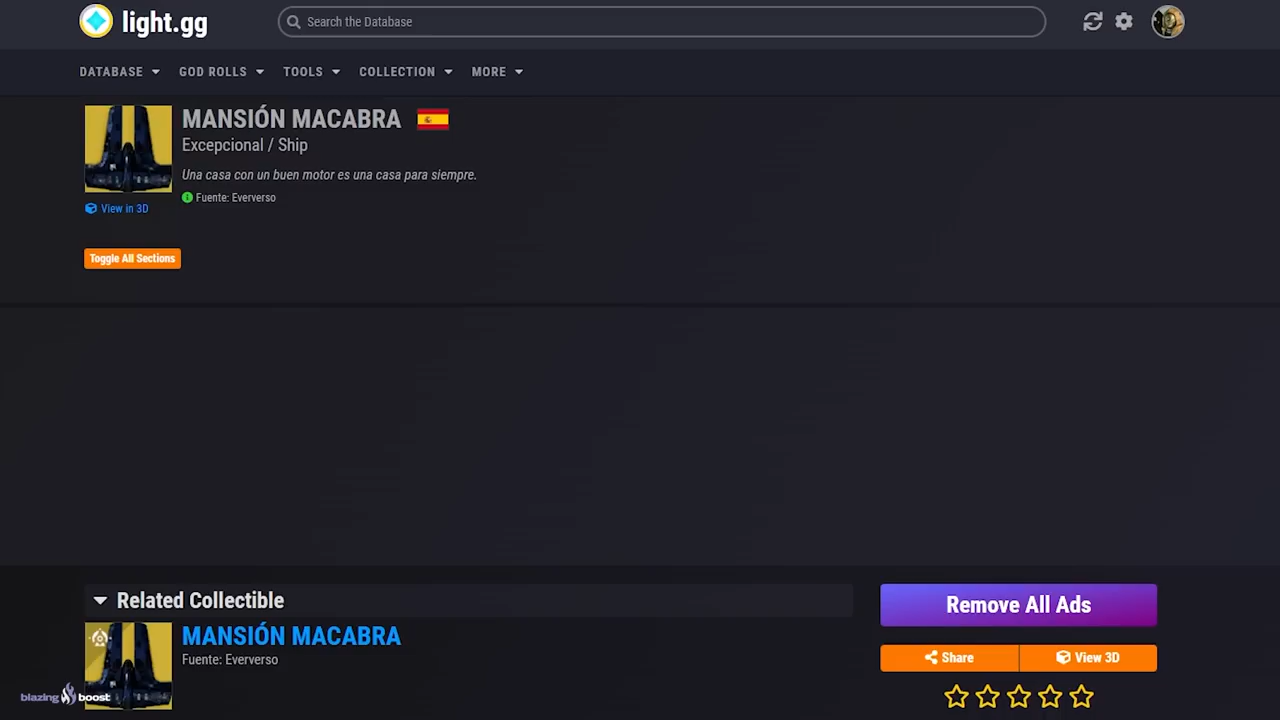 light.gg
Search the Database
DATABASE
GOD ROLLS
TOOLS
COLLECTION
MORE
MANSIÓN MACABRA
Excepcional / Ship
Una casa con un buen motor es una casa para siempre.
Fuente: Eververso
View in 3D
Toggle All Sections
Related Collectible
Remove All Ads
MANSIÓN MACABRA
Fuente: Eververso
Share
View 3D
blazing boost